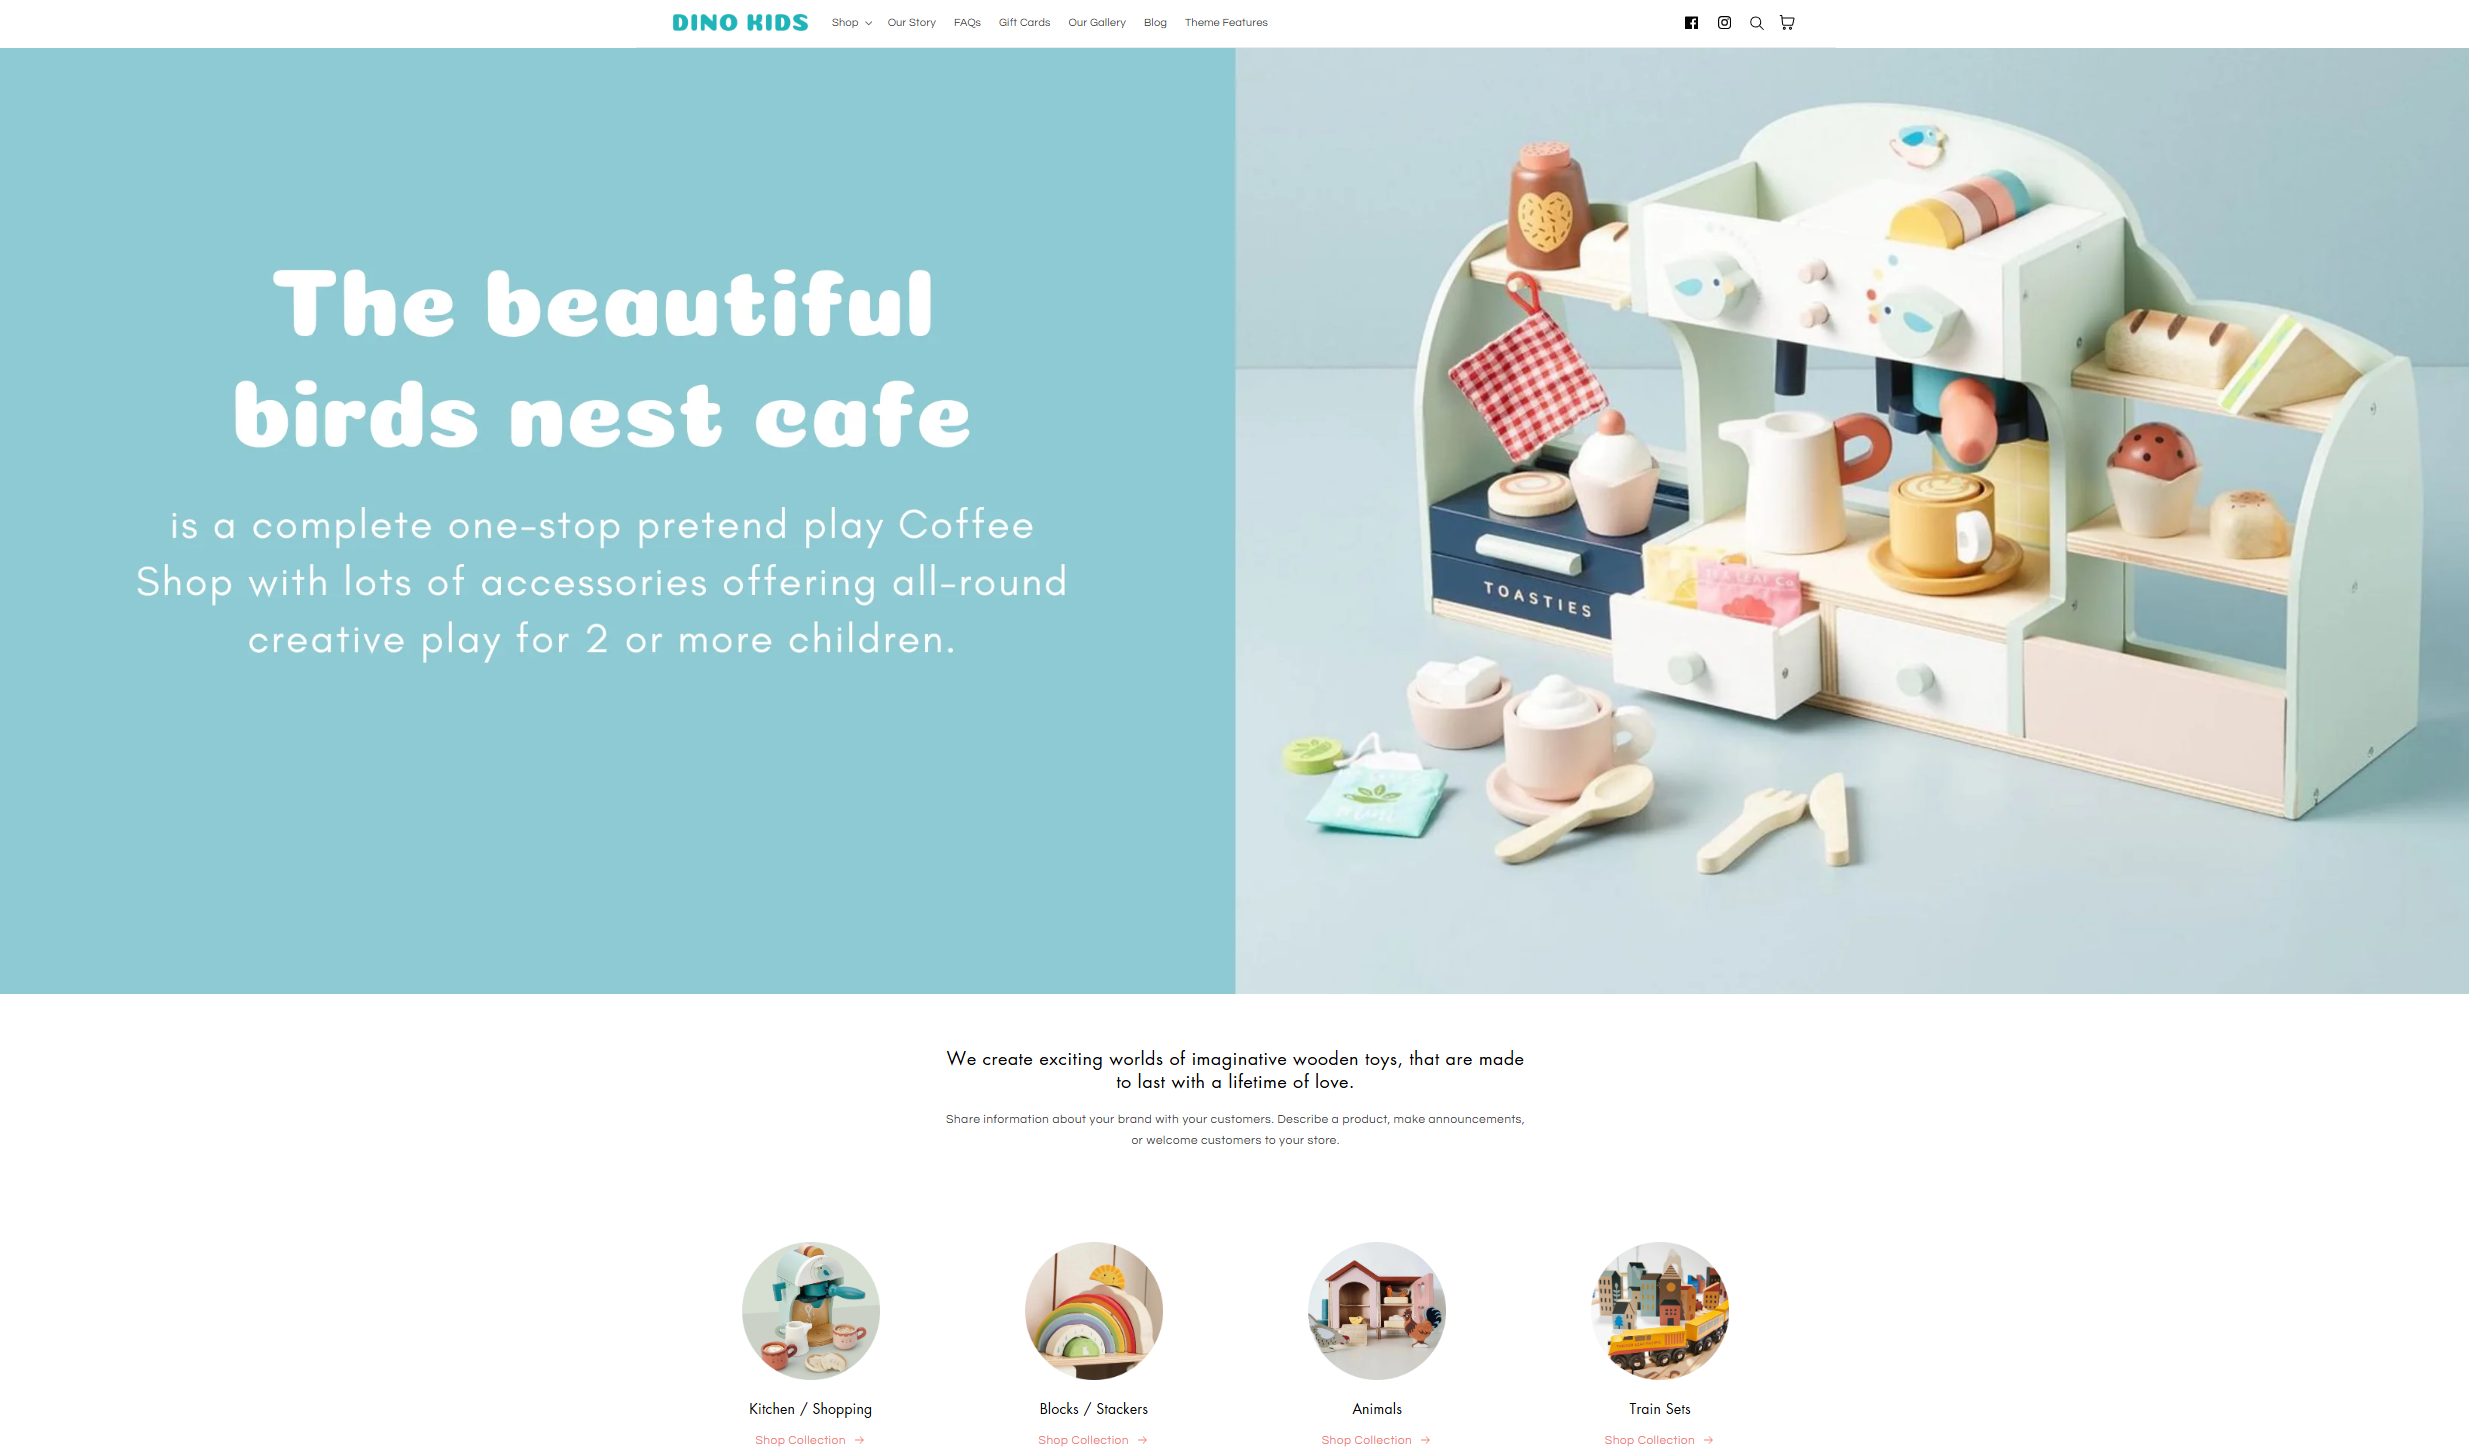 DINO KIDS
Shop
Our Story
FAQs
Gift Cards
Our Gallery
Blog
Theme Features
The beautiful
birds nest cafe
is a complete one-stop pretend play Coffee
Shop with lots of accessories offering all-round
creative play for 2 or more children.
TOASTIES
We create exciting worlds of imaginative wooden toys, that are made
to last with a lifetime of love.
Share information about your brand with your customers. Describe a product, make announcements,
or welcome customers to your store.
Kitchen / Shopping
Blocks / Stackers
Animals
Train Sets
Shop Collection →
Shop Collection →
Shop Collection →
Shop Collection →